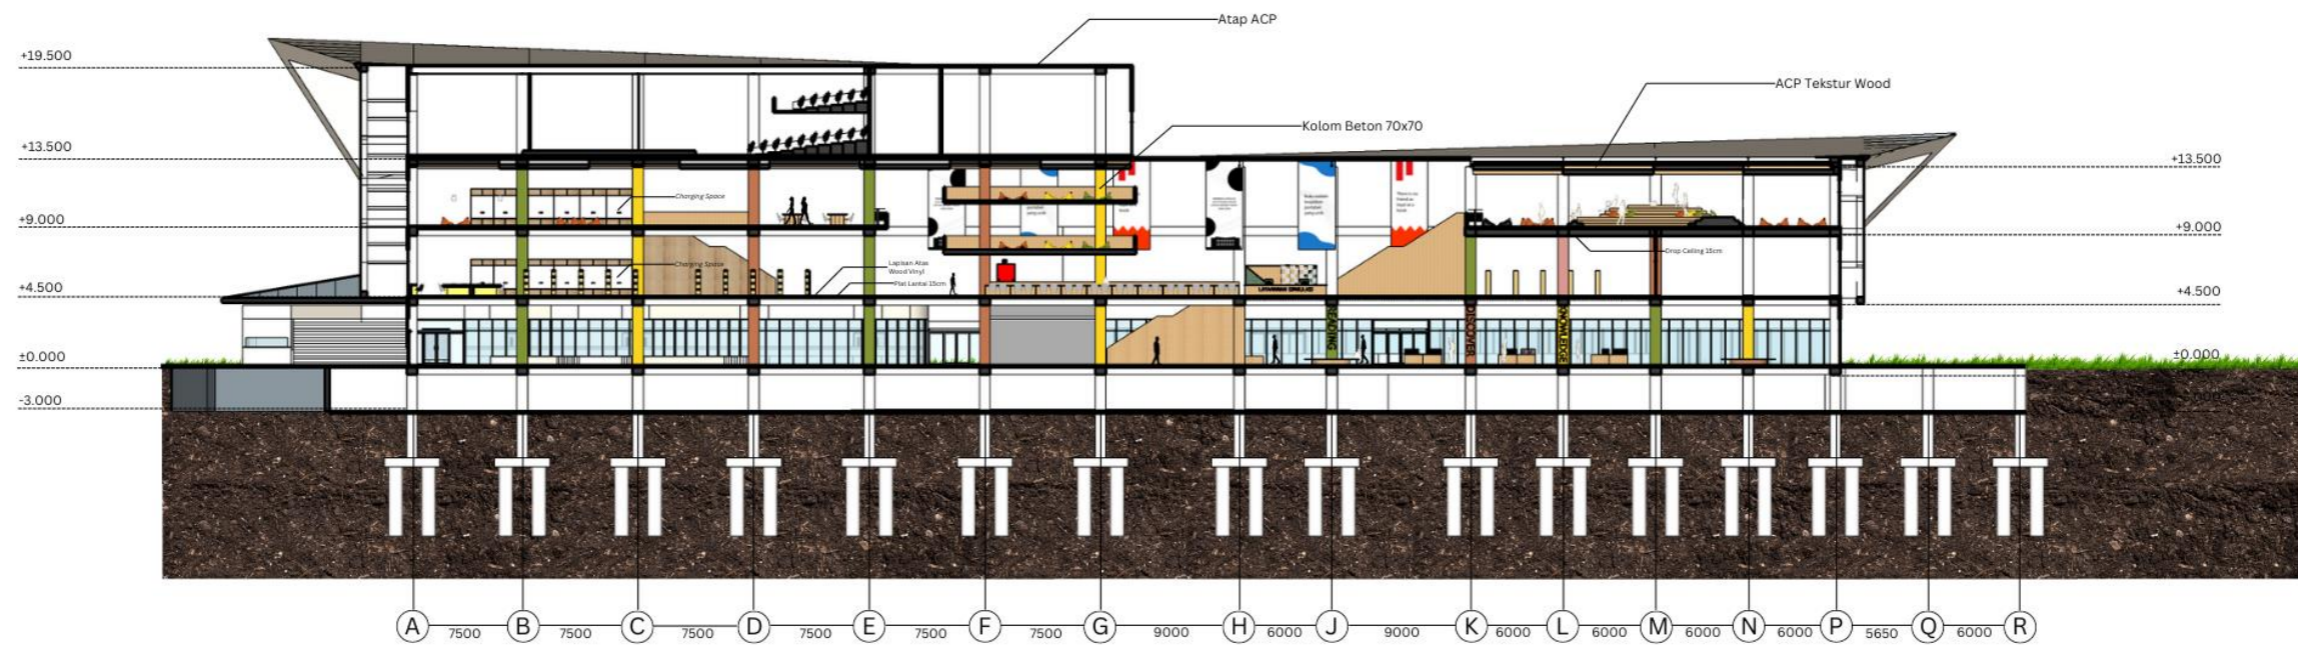 Atap ACP
+19.500
ACP Tekstur Wood
Kolom Beton 70x70
+13.500
+13.500
Charging Space
+9.000
+9.000
Drop Ceiling 15cm
Charging Space
Lapisan Atas
Wood Vinyl
Plat Lantai 15cm
+4.500
+4.500
READING
DISCOVER
KNOWLEDGE
±0.000
±0.000
-3.000
A
B
C
D
E
F
G
H
J
K
L
M
N
P
Q
R
7500
7500
7500
7500
7500
7500
9000
6000
9000
6000
6000
6000
6000
5650
6000